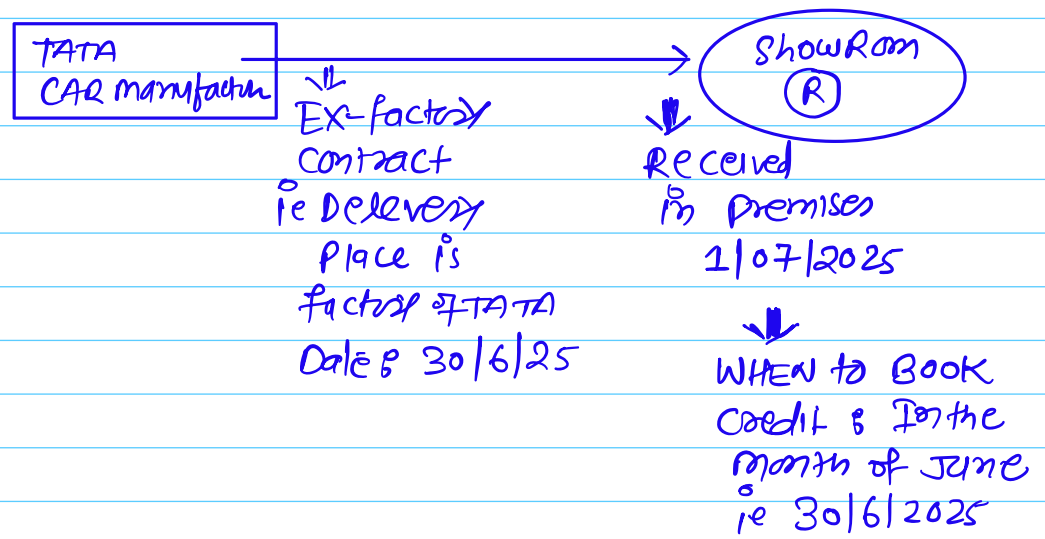 TATA
CAR manufactur
ShowRom
R
EX-factory
Contract
ie Delevery
Place is
factory of TATA
Date: 30/6/25
Received
in premises
1/07/2025
WHEN to BOOK
Credit : In the
month of June
ie 30/6/2025